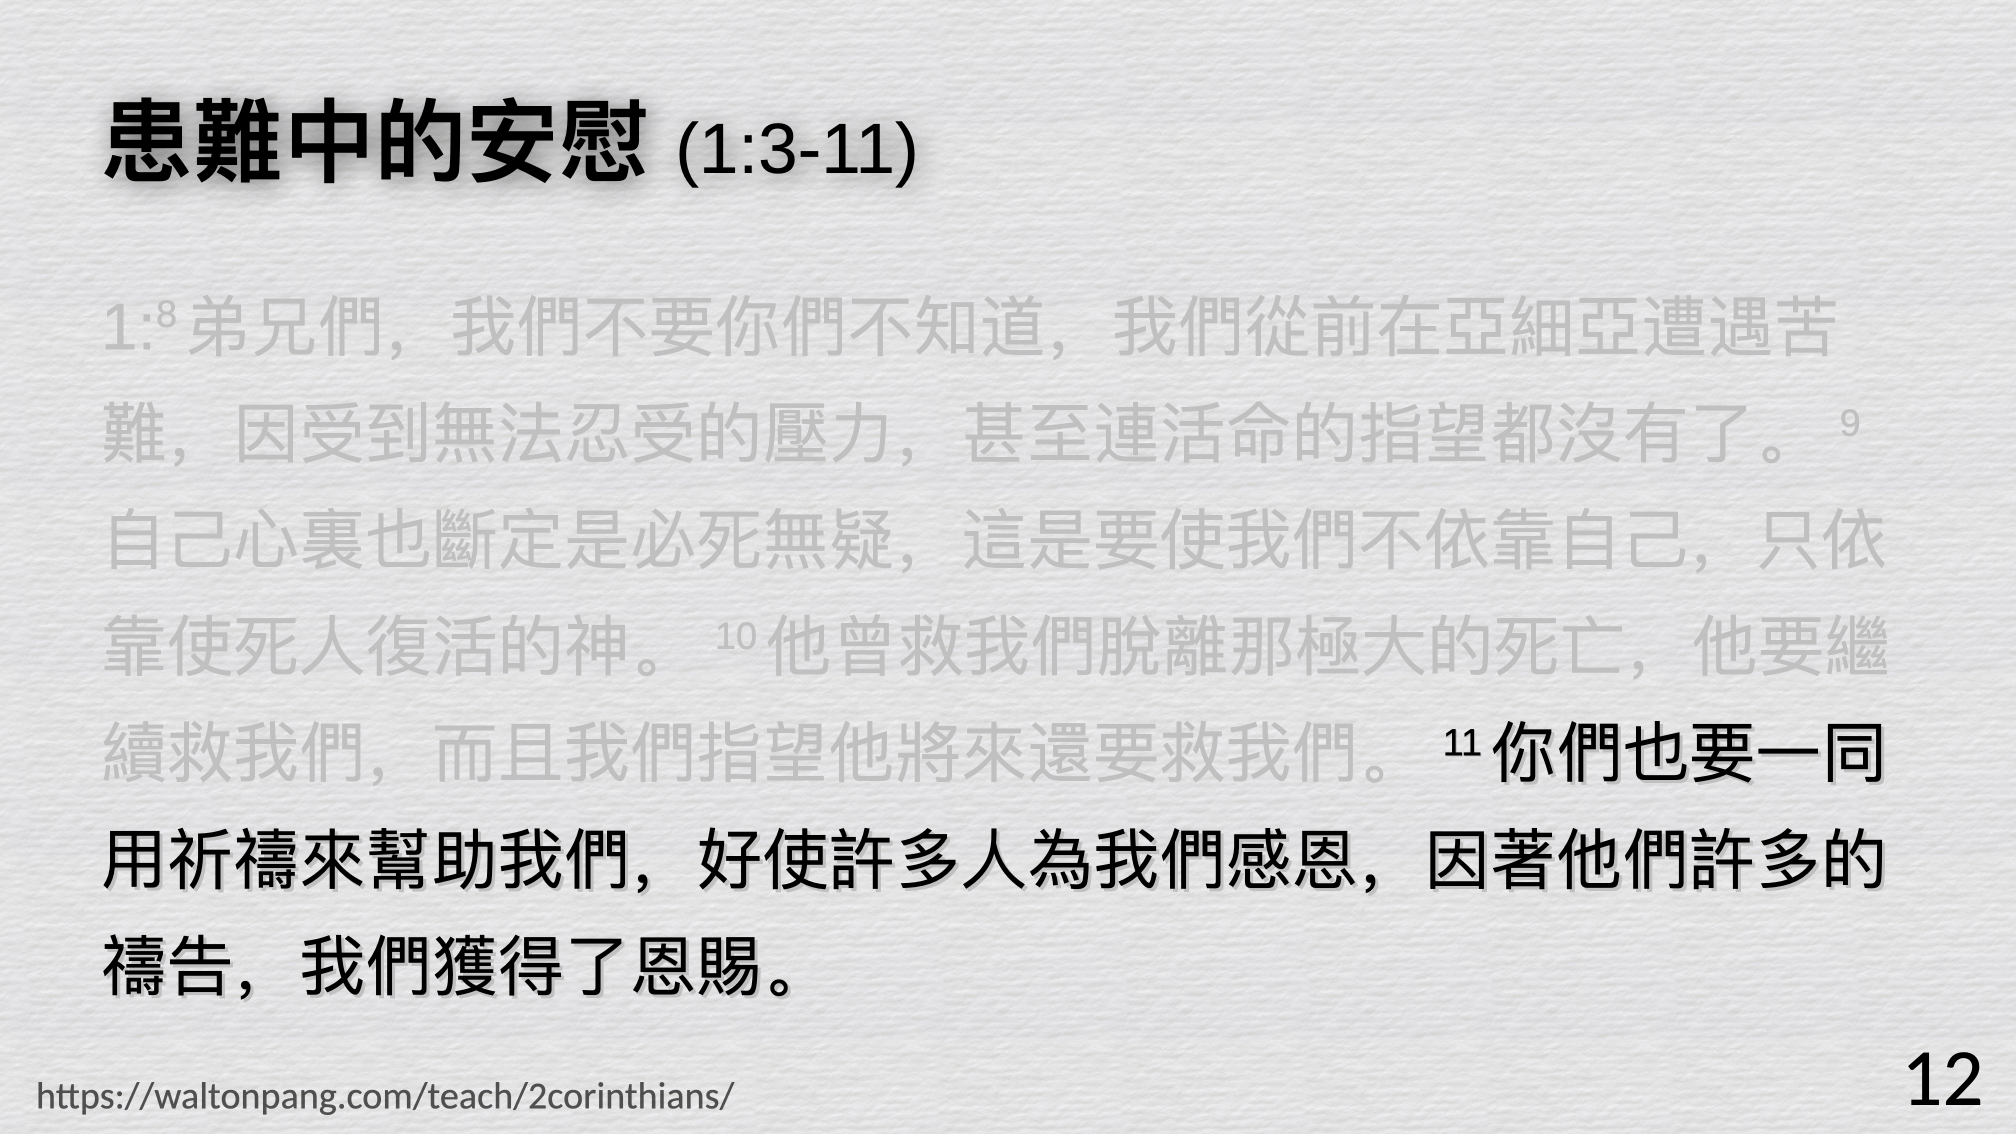 患難中的安慰 (1:3-11)
1:8 弟兄們，我們不要你們不知道，我們從前在亞細亞遭遇苦
難，因受到無法忍受的壓力，甚至連活命的指望都沒有了。 9
自己心裏也斷定是必死無疑，這是要使我們不依靠自己，只依
靠使死人復活的神。 10 他曾救我們脫離那極大的死亡，他要繼
續救我們，而且我們指望他將來還要救我們。 11 你們也要一同
用祈禱來幫助我們，好使許多人為我們感恩，因著他們許多的
禱告，我們獲得了恩賜。
https://waltonpang.com/teach/2corinthians/
12